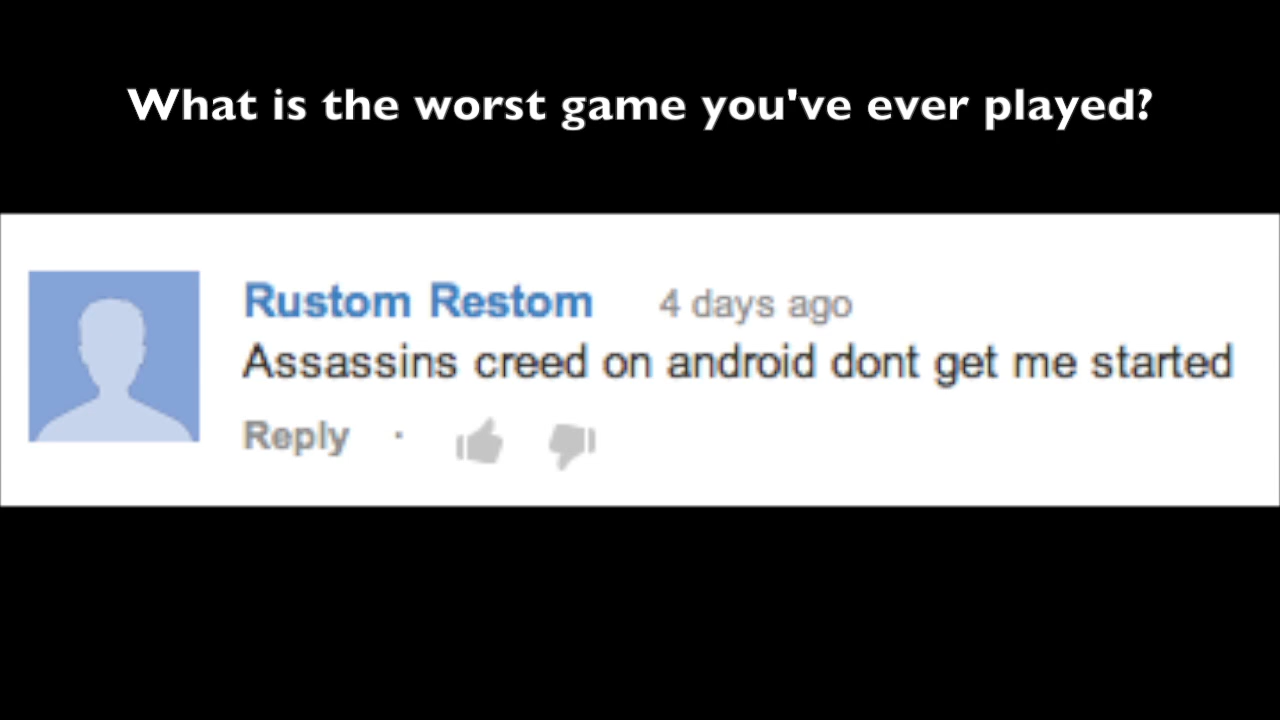 What is the worst game you've ever played?
Rustom Restom 4 days ago
Assassins creed on android dont get me started
Reply ·